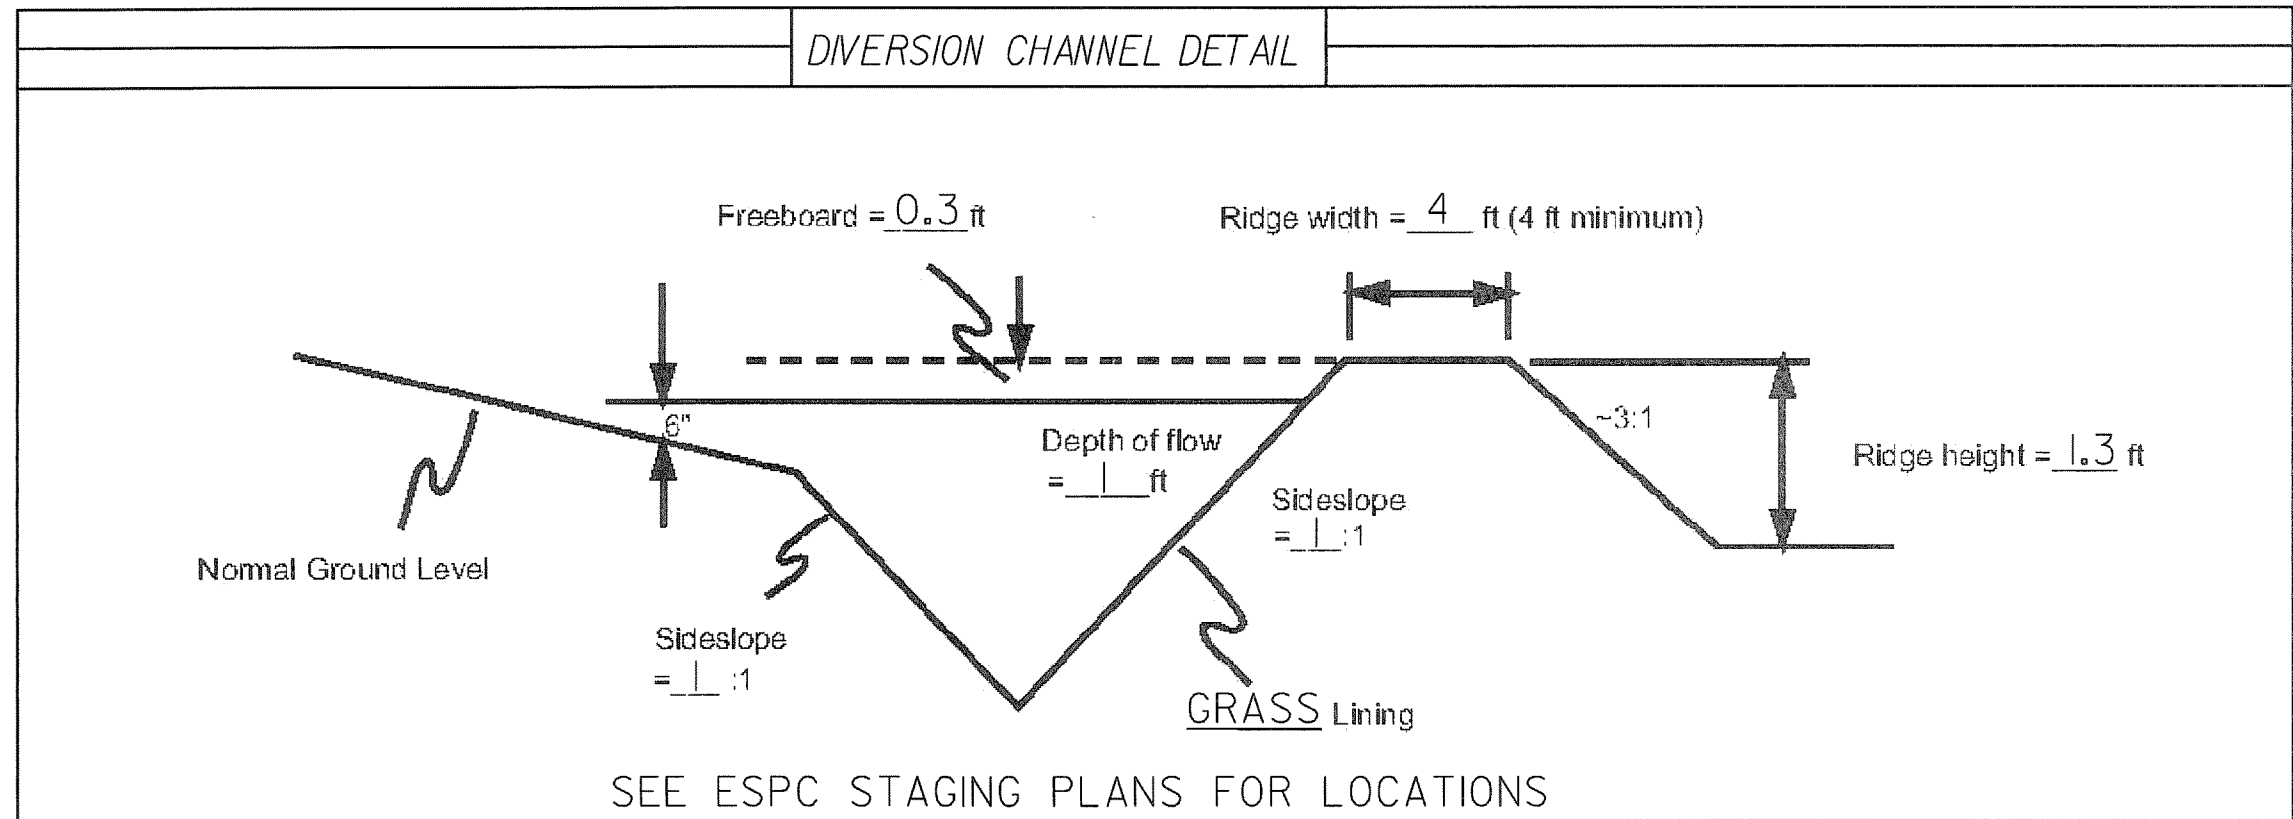 DIVERSION CHANNEL DETAIL
Freeboard = 0.3 ft
Ridge width = 4 ft (4 ft minimum)
6"
~3:1
Depth of flow
= 1 ft
Ridge height = 1.3 ft
Sideslope
= 1 :1
Normal Ground Level
Sideslope
= 1 :1
GRASS Lining
SEE ESPC STAGING PLANS FOR LOCATIONS